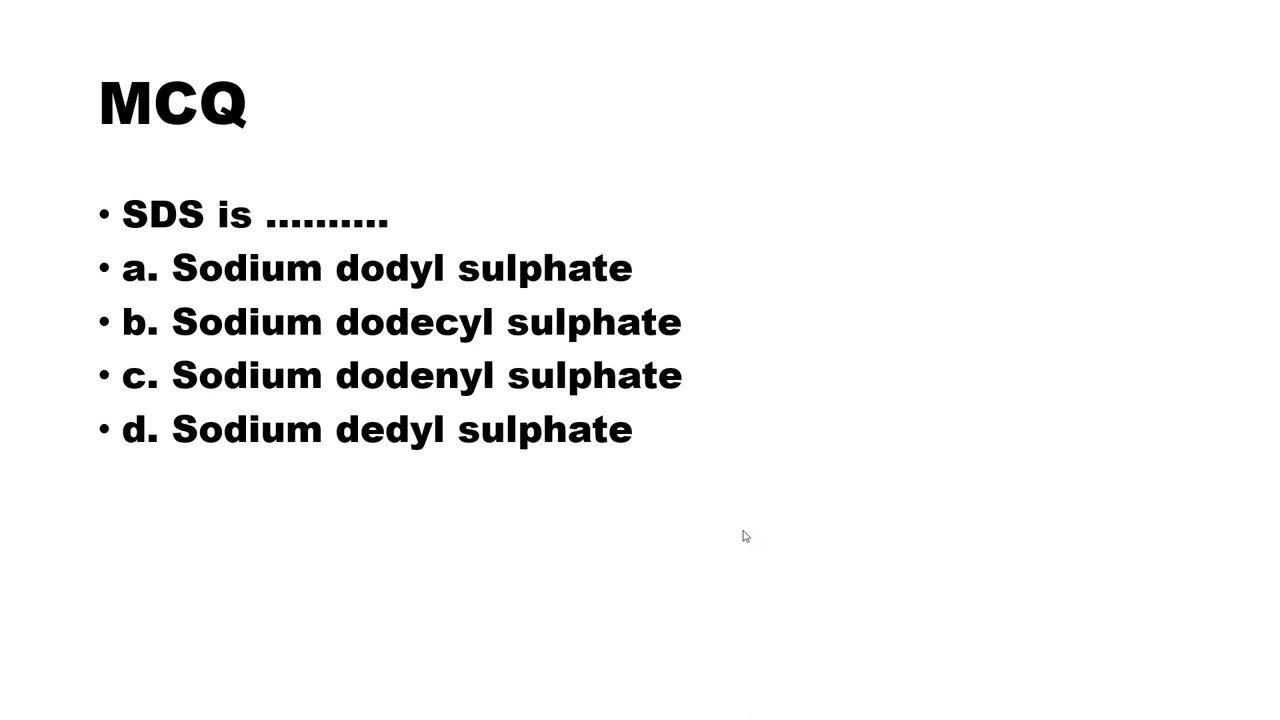 MCQ
• SDS is ..........
• a. Sodium dodyl sulphate
• b. Sodium dodecyl sulphate
• c. Sodium dodenyl sulphate
• d. Sodium dedyl sulphate